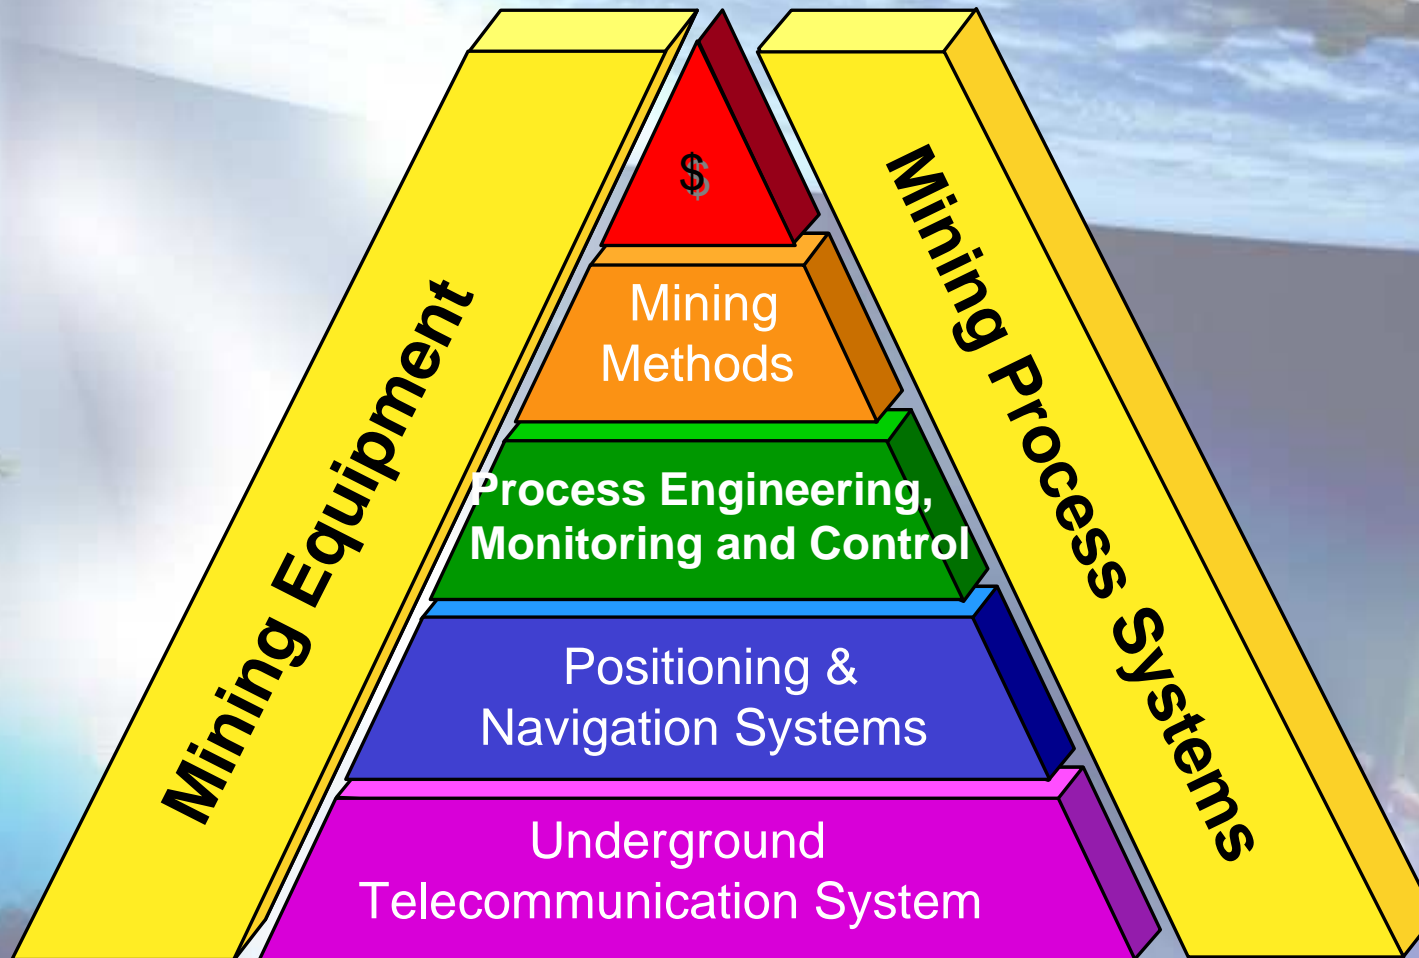 $
Mining
Methods
Process Engineering,
Monitoring and Control
Positioning &
Navigation Systems
Underground
Telecommunication System
Mining Equipment
Mining Process Systems